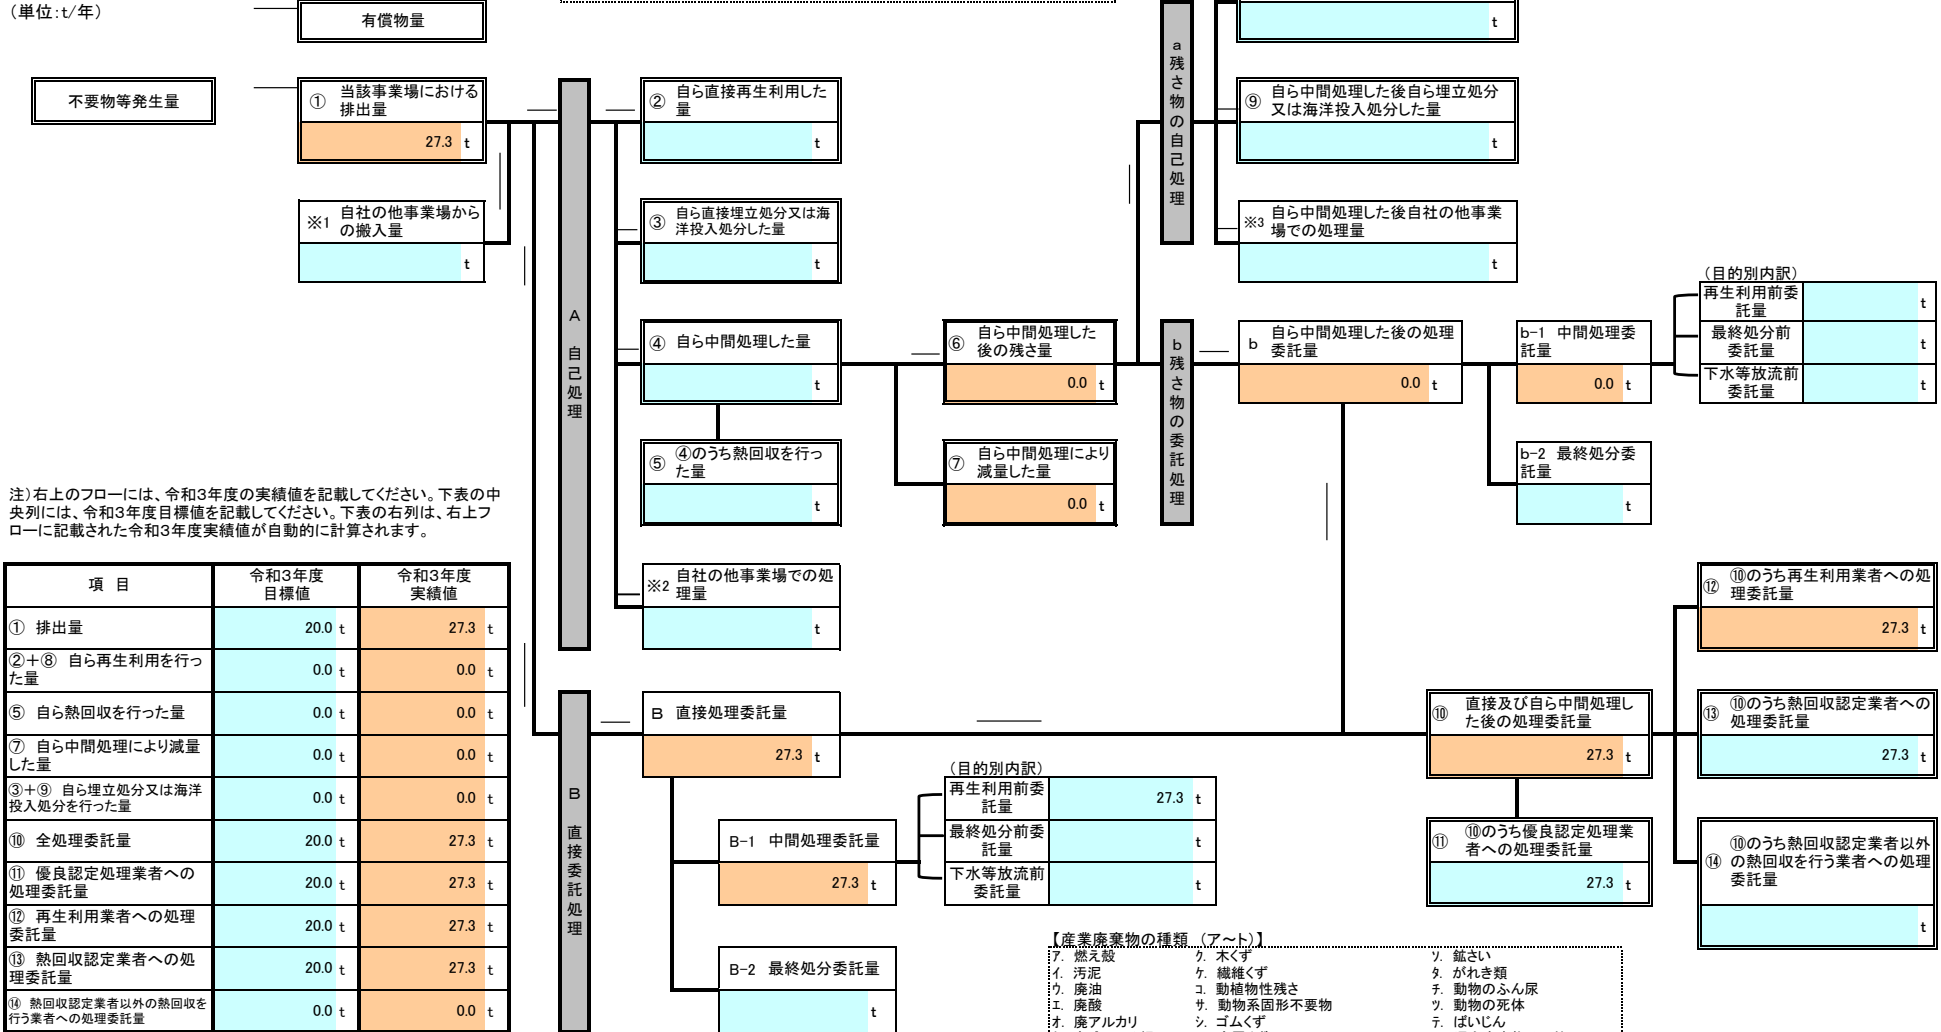 （単位：t/年）
有償物量
t
不要物等発生量
① 当該事業場における
排出量
27.3 t
※1 自社の他事業場から
の搬入量
t
A
自己処理
② 自ら直接再生利用した
量
t
③ 自ら直接埋立処分又は海
洋投入処分した量
t
④ 自ら中間処理した量
t
⑤ ④のうち熱回収を行っ
た量
t
※2 自社の他事業場での処
理量
t
⑥ 自ら中間処理した
後の残さ量
0.0 t
⑦ 自ら中間処理により
減量した量
0.0 t
a
残さ物の自己処理
⑨ 自ら中間処理した後自ら埋立処分
又は海洋投入処分した量
t
※3 自ら中間処理した後自社の他事業
場での処理量
t
b
残さ物の委託処理
b 自ら中間処理した後の処理
委託量
0.0 t
b-1 中間処理委
託量
0.0 t
b-2 最終処分委
託量
t
（目的別内訳）
再生利用前委
託量
t
最終処分前
委託量
t
下水等放流前
委託量
t
注）右上のフローには、令和３年度の実績値を記載してください。下表の中
央列には、令和３年度目標値を記載してください。下表の右列は、右上フ
ローに記載された令和３年度実績値が自動的に計算されます。
項 目 令和３年度
目標値 令和３年度
実績値
① 排出量 20.0 t 27.3 t
②＋⑧ 自ら再生利用を行っ
た量 0.0 t 0.0 t
⑤ 自ら熱回収を行った量 0.0 t 0.0 t
⑦ 自ら中間処理により減量
した量 0.0 t 0.0 t
③＋⑨ 自ら埋立処分又は海洋
投入処分を行った量 0.0 t 0.0 t
⑩ 全処理委託量 20.0 t 27.3 t
⑪ 優良認定処理業者への
処理委託量 20.0 t 27.3 t
⑫ 再生利用業者への処理
委託量 20.0 t 27.3 t
⑬ 熱回収認定業者への処
理委託量 20.0 t 27.3 t
⑭ 熱回収認定業者以外の熱回収を
行う業者への処理委託量 0.0 t 0.0 t
B
直接委託処理
B 直接処理委託量
27.3 t
B-1 中間処理委託量
27.3 t
B-2 最終処分委託量
t
（目的別内訳）
再生利用前委
託量
27.3 t
最終処分前委
託量
t
下水等放流前
委託量
t
⑩ 直接及び自ら中間処理し
た後の処理委託量
27.3 t
⑪ ⑩のうち優良認定処理業
者への処理委託量
27.3 t
⑫ ⑩のうち再生利用業者への処
理委託量
27.3 t
⑬ ⑩のうち熱回収認定業者への
処理委託量
27.3 t
⑭ ⑩のうち熱回収認定業者以外
の熱回収を行う業者への処理
委託量
t
【産業廃棄物の種類 （ア～ト）】
ア. 燃え殻 ク. 木くず ソ. 鉱さい
イ. 汚泥 ケ. 繊維くず タ. がれき類
ウ. 廃油 コ. 動植物性残さ チ. 動物のふん尿
エ. 廃酸 サ. 動物系固形不要物 ツ. 動物の死体
オ. 廃アルカリ シ. ゴムくず テ. ばいじん